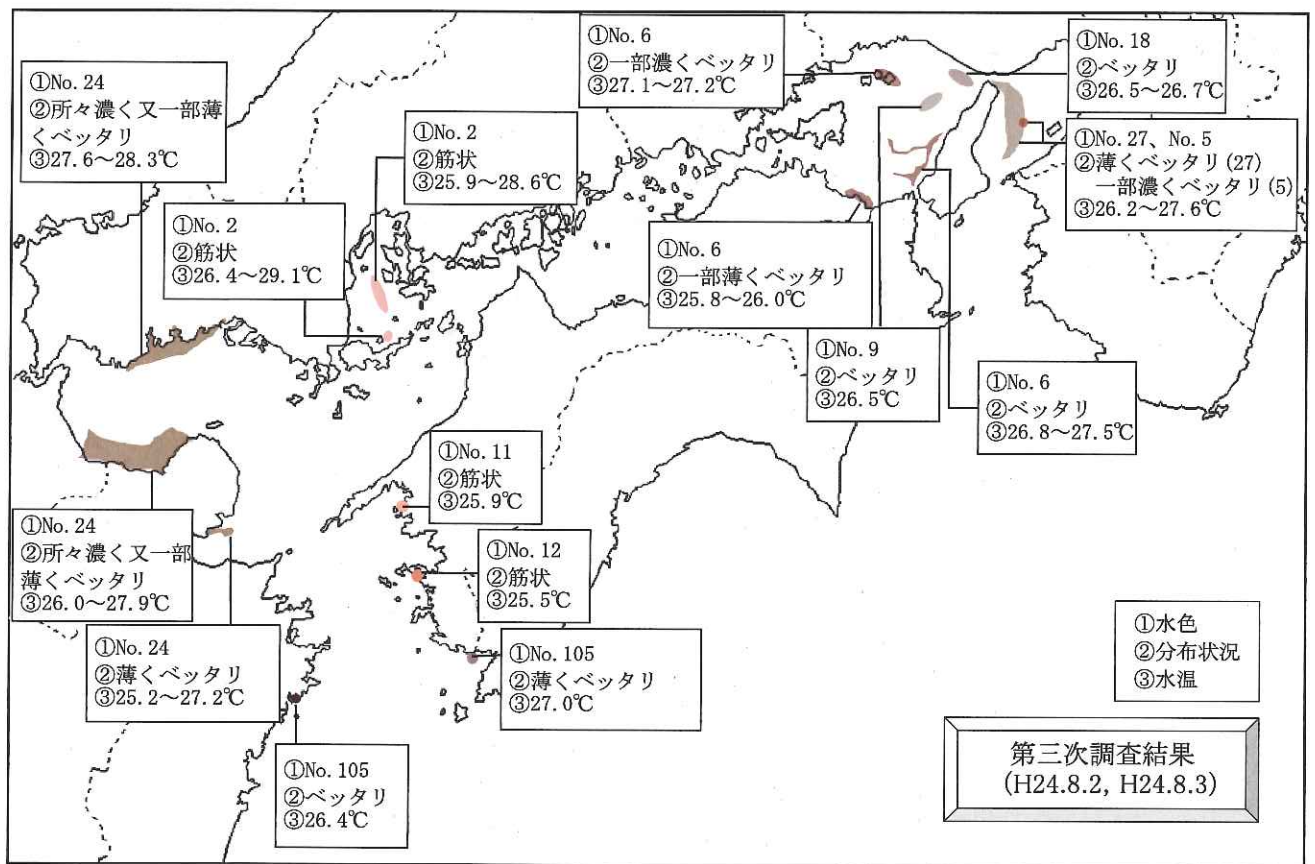 ①No.6
②一部濃くベッタリ
③27.1～27.2℃
①No.18
②ベッタリ
③26.5～26.7℃
①No.24
②所々濃く又一部薄
くベッタリ
③27.6～28.3℃
①No.2
②筋状
③25.9～28.6℃
①No.27、No.5
②薄くベッタリ(27)
一部濃くベッタリ(5)
③26.2～27.6℃
①No.2
②筋状
③26.4～29.1℃
①No.6
②一部薄くベッタリ
③25.8～26.0℃
①No.9
②ベッタリ
③26.5℃
①No.6
②ベッタリ
③26.8～27.5℃
①No.11
②筋状
③25.9℃
①No.24
②所々濃く又一部
薄くベッタリ
③26.0～27.9℃
①No.12
②筋状
③25.5℃
①No.24
②薄くベッタリ
③25.2～27.2℃
①No.105
②薄くベッタリ
③27.0℃
①No.105
②ベッタリ
③26.4℃
①水色
②分布状況
③水温
第三次調査結果
(H24.8.2, H24.8.3)